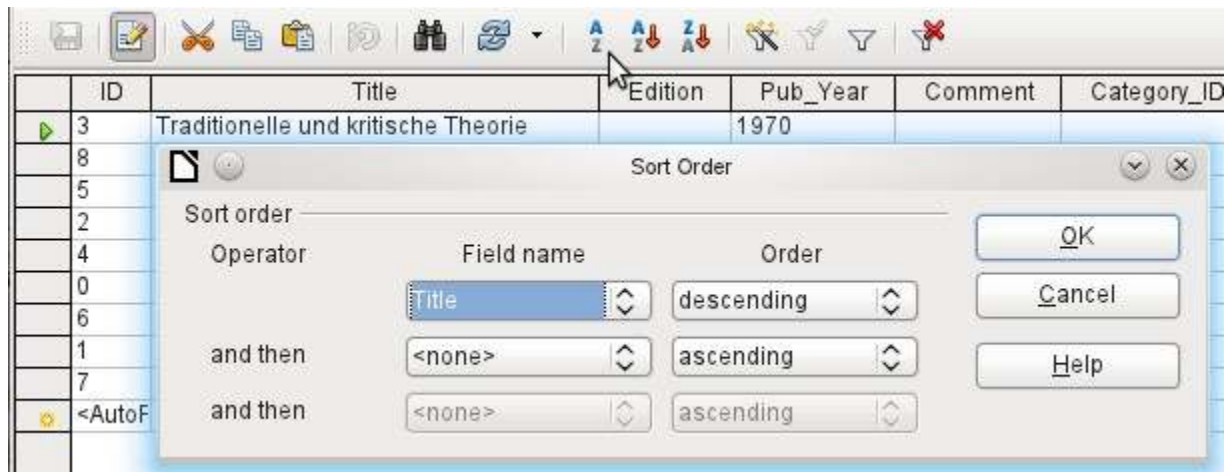 ID Title Edition Pub_Year Comment Category_ID
3 Traditionelle und kritische Theorie 1970
8
5
2
4
0
6
1
7
<AutoF
Sort Order
Sort order
Operator Field name Order
Title descending
and then <none> ascending
and then <none> ascending
OK
Cancel
Help